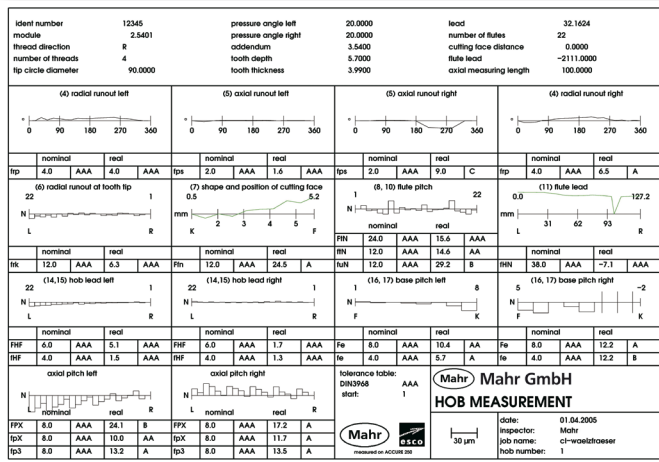 ident number 12345 pressure angle left 20.0000 lead 32.1624
module 2.5401 pressure angle right 20.0000 number of flutes 22
thread direction R addendum 3.5400 cutting face distance 0.0000
number of threads 4 tooth depth 5.7000 flute lead -2111.0000
tip circle diameter 90.0000 tooth thickness 3.9900 axial measuring length 100.0000
(4) radial runout left (5) axial runout left (5) axial runout right (4) radial runout right
0 0 0 0
0 90 180 270 360 0 90 180 270 360 0 90 180 270 360 0 90 180 270 360
nominal real nominal real nominal real nominal real
frp 4.0 AAA 4.0 AAA fps 2.0 AAA 1.6 AAA fps 2.0 AAA 9.0 C frp 4.0 AAA 6.5 A
(6) radial runout at tooth tip (7) shape and position of cutting face (8, 10) flute pitch (11) flute lead
22 1 0.5 5.2 1 22 0.0 127.2
N mm N mm
L R K 2 3 4 5 F L 31 62 93 R
nominal real
FtN 24.0 AAA 15.6 AAA
nominal real nominal real ftN 12.0 AAA 14.6 AA nominal real
frk 12.0 AAA 6.3 AAA Ffn 12.0 AAA 24.5 A fuN 12.0 AAA 29.2 B fHN 38.0 AAA -7.1 AAA
(14,15) hob lead left (14,15) hob lead right (16, 17) base pitch left (16, 17) base pitch right
22 1 22 1 1 8 5 -2
N N N N
L R L R F K F K
nominal real nominal real nominal real nominal real
FHF 6.0 AAA 5.1 AAA FHF 6.0 AAA 1.7 AAA Fe 8.0 AAA 10.4 AA Fe 8.0 AAA 12.2 A
fHF 4.0 AAA 1.5 AAA fHF 4.0 AAA 1.3 AAA fe 4.0 AAA 5.7 A fe 4.0 AAA 12.2 B
axial pitch left axial pitch right tolerance table:
DIN3968 AAA
start: 1
Mahr Mahr GmbH
HOB MEASUREMENT
N N
L R L R
nominal real nominal real
FPX 8.0 AAA 24.1 B FPX 8.0 AAA 17.2 A
fpX 8.0 AAA 10.0 AA fpX 8.0 AAA 11.7 A
fp3 8.0 AAA 13.2 A fp3 8.0 AAA 13.5 A
Mahr esco
measured on ACCURE 250
30 µm
date: 01.04.2005
inspector: Mahr
job name: cl-waelzfraeser
hob number: 1